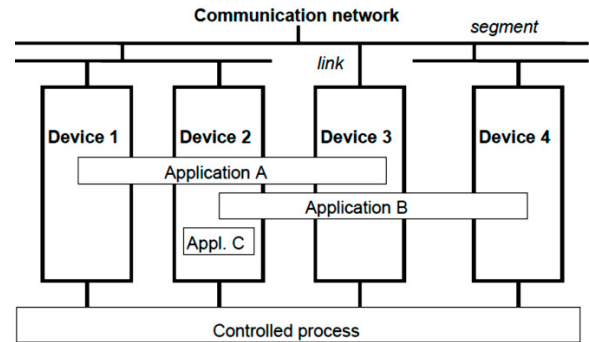 Communication network
segment
link
Device 1
Device 2
Device 3
Device 4
Application A
Application B
Appl. C
Controlled process